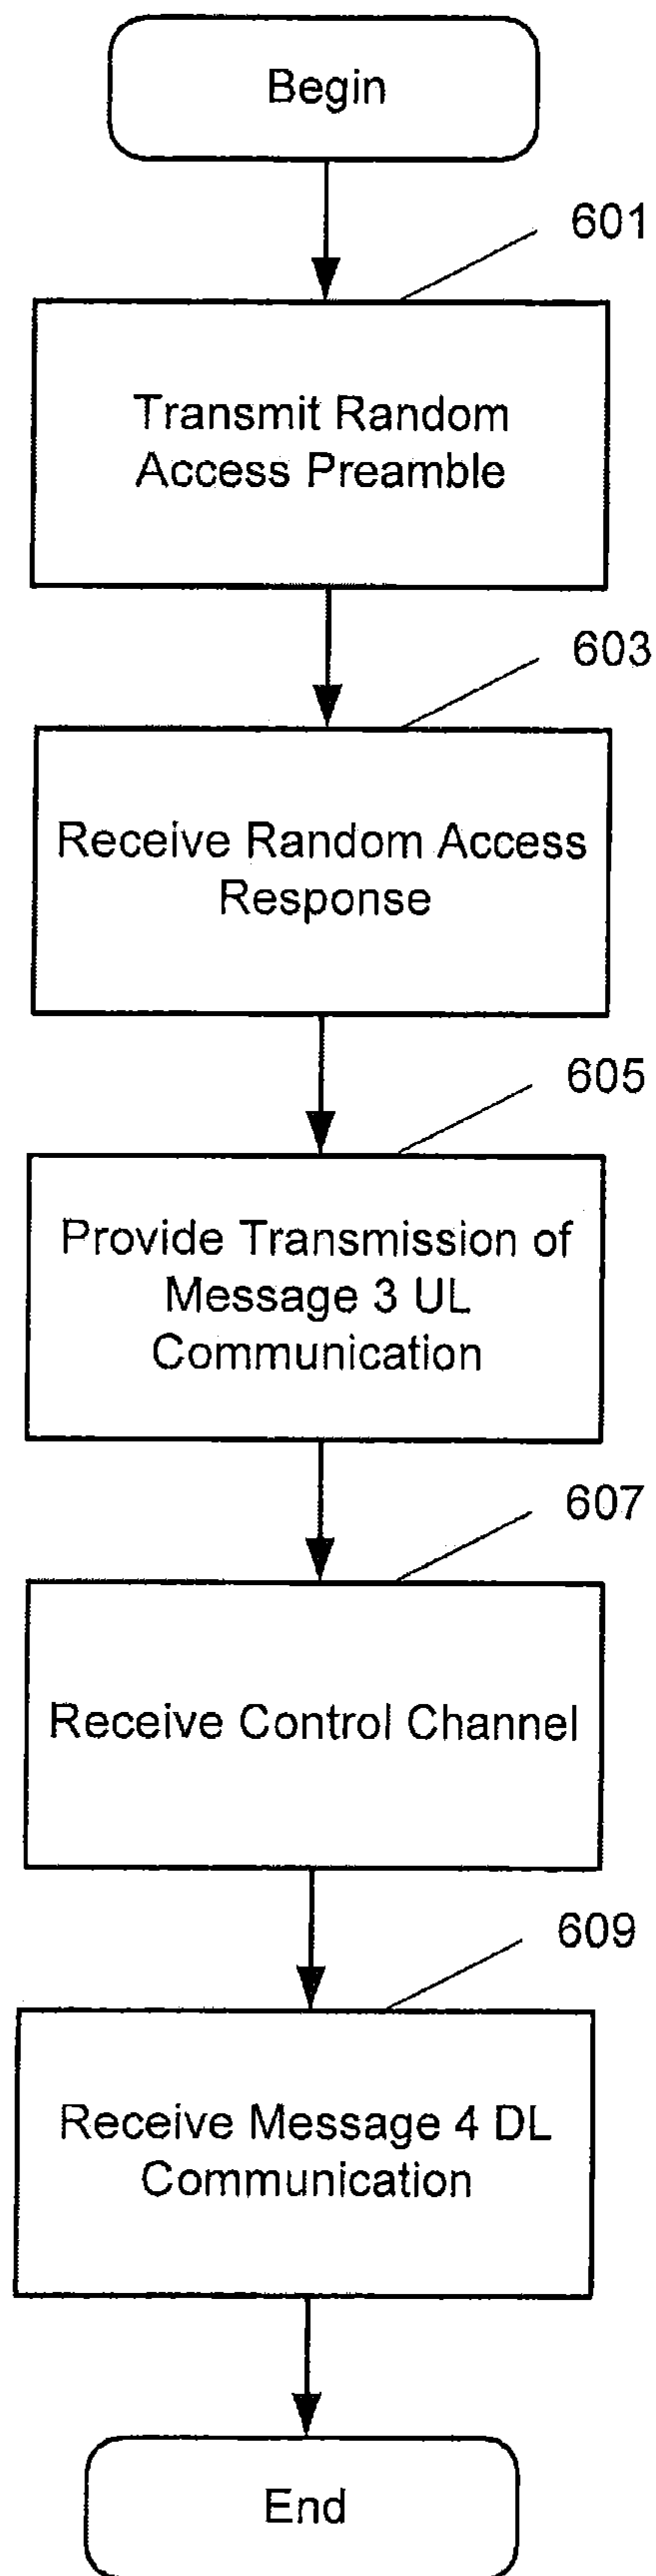 Begin
601
Transmit Random
Access Preamble
603
Receive Random Access
Response
605
Provide Transmission of
Message 3 UL
Communication
607
Receive Control Channel
609
Receive Message 4 DL
Communication
End